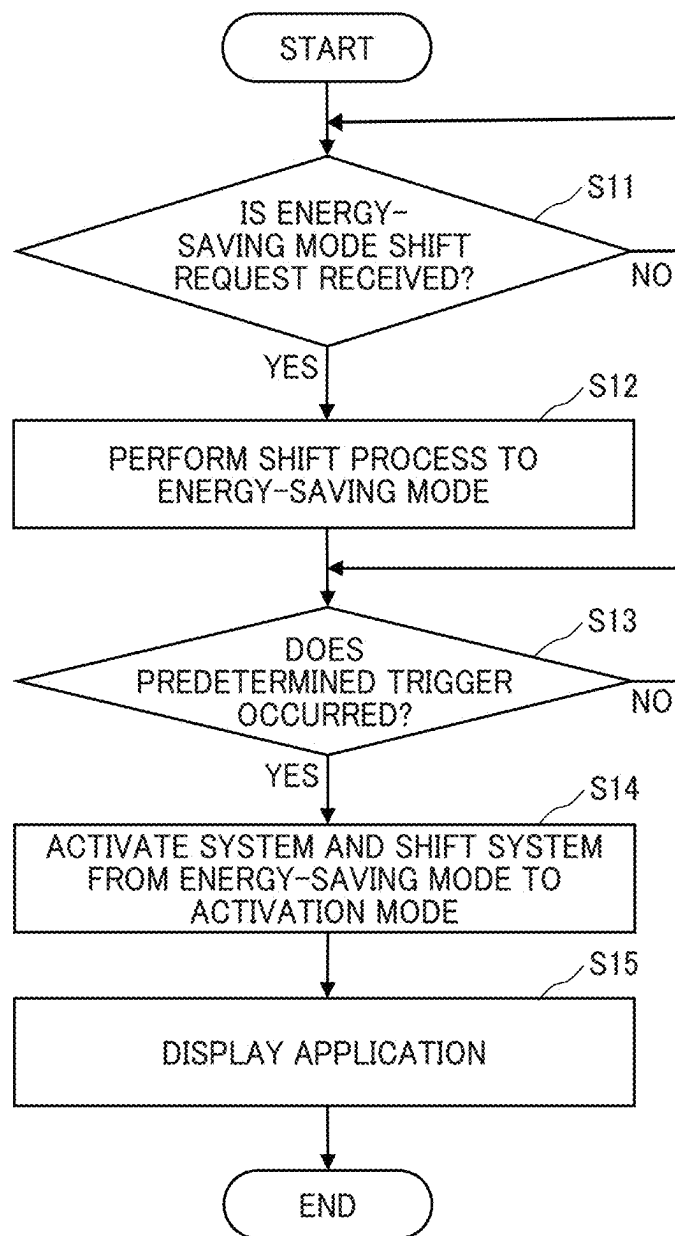 START
S11
IS ENERGY-
SAVING MODE SHIFT
REQUEST RECEIVED?
NO
YES
S12
PERFORM SHIFT PROCESS TO
ENERGY-SAVING MODE
S13
DOES
PREDETERMINED TRIGGER
OCCURRED?
NO
YES
S14
ACTIVATE SYSTEM AND SHIFT SYSTEM
FROM ENERGY-SAVING MODE TO
ACTIVATION MODE
S15
DISPLAY APPLICATION
END